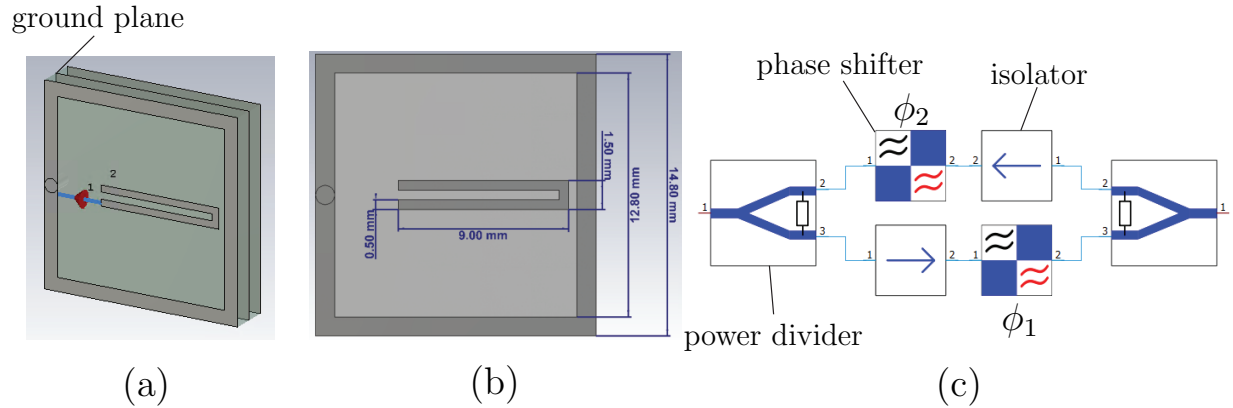 ground plane
2
1
(a)
1.50 mm
12.80 mm
14.80 mm
0.50 mm
9.00 mm
(b)
phase shifter
isolator
ϕ2
1 2 2 1
1 2 2 1
3 1 2 1 2 3
ϕ1
power divider
(c)